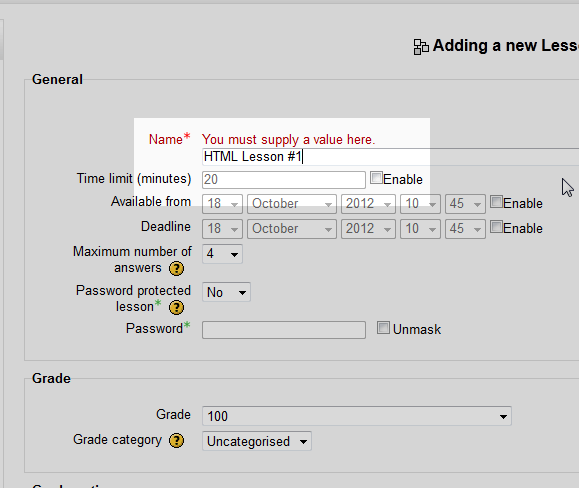 Adding a new Less
General
Name* You must supply a value here.
HTML Lesson #1
Time limit (minutes) 20 Enable
Available from 18 October 2012 10 45 Enable
Deadline 18 October 2012 10 45 Enable
Maximum number of
answers ? 4
Password protected
lesson* ? No
Password* Unmask
Grade
Grade 100
Grade category ? Uncategorised